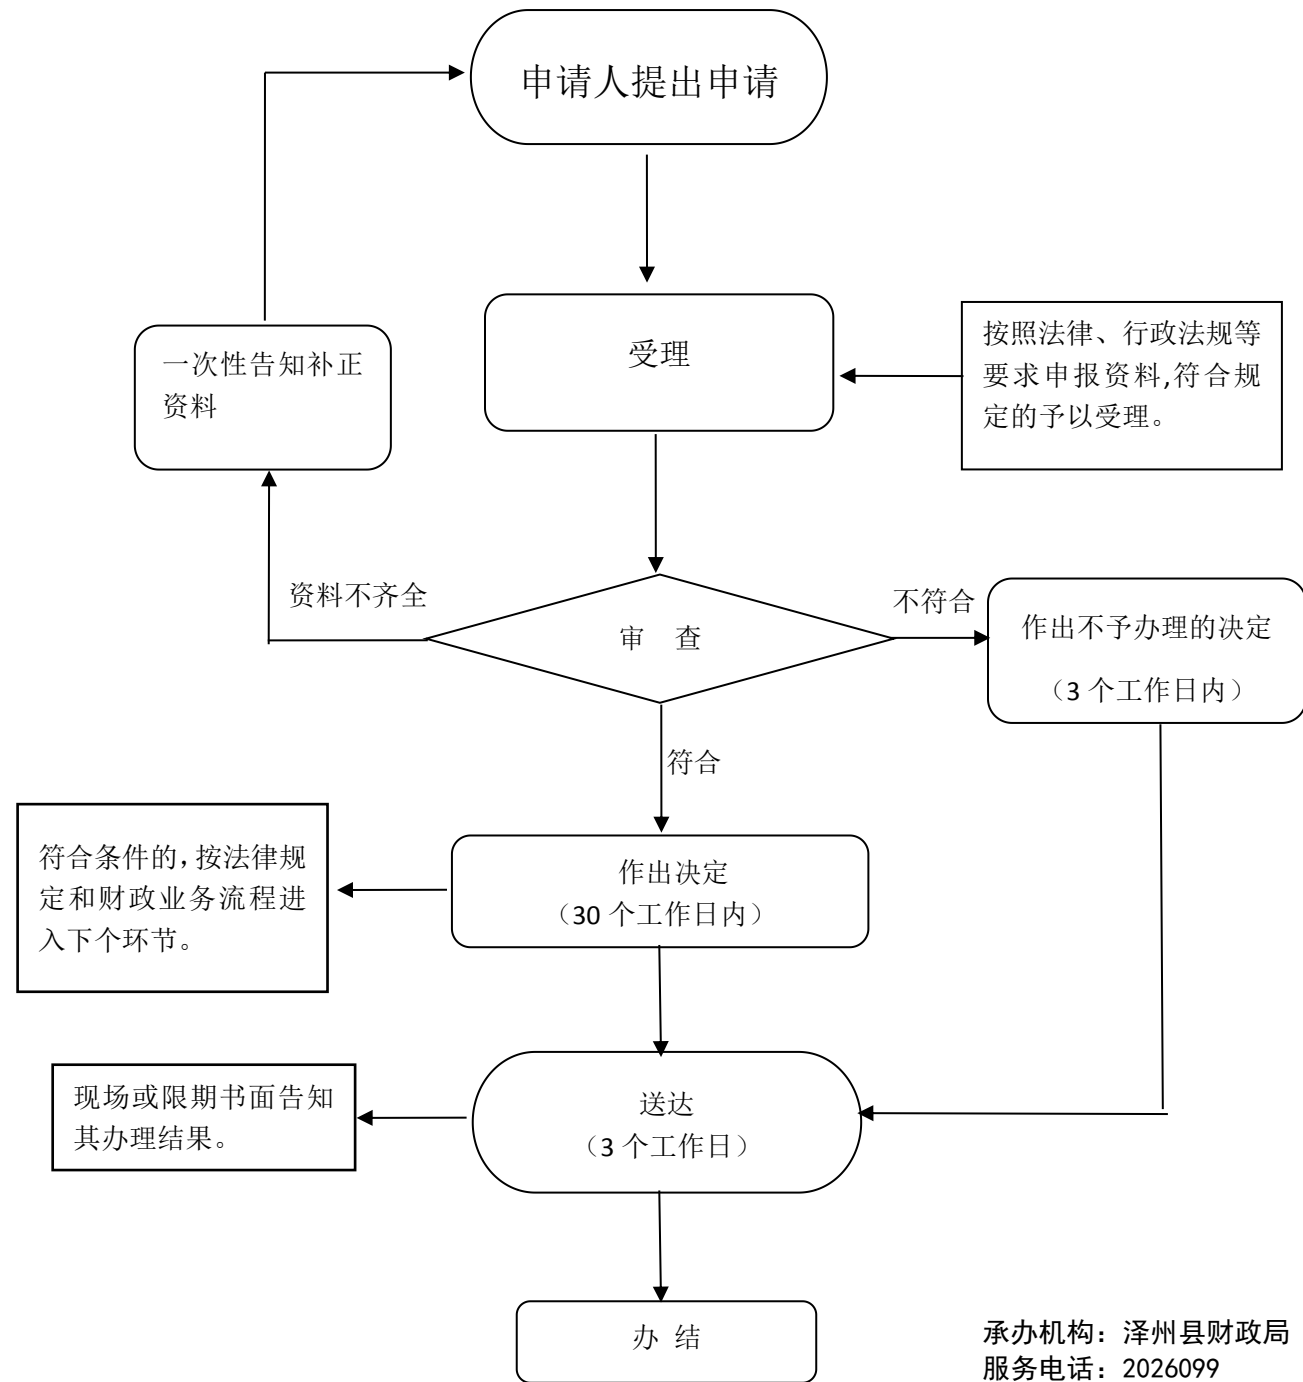 申请人提出申请
受理
按照法律、行政法规等
要求申报资料,符合规
定的予以受理。
一次性告知补正
资料
资料不齐全
审 查
不符合
作出不予办理的决定
（3 个工作日内）
符合
符合条件的,按法律规
定和财政业务流程进
入下个环节。
作出决定
（30 个工作日内）
送达
（3 个工作日）
现场或限期书面告知
其办理结果。
办 结
承办机构：泽州县财政局
服务电话：2026099